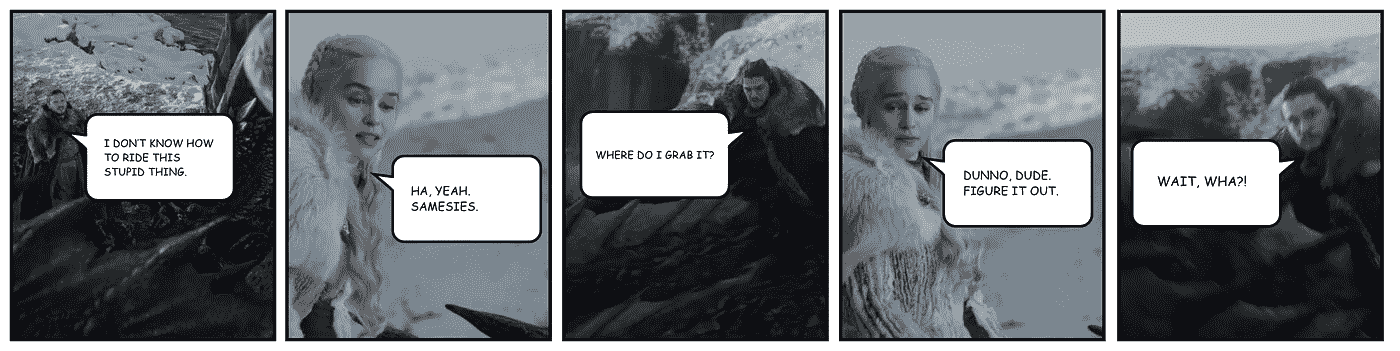 I DON'T KNOW HOW
TO RIDE THIS
STUPID THING.
HA, YEAH.
SAMESIES.
WHERE DO I GRAB IT?
DUNNO, DUDE.
FIGURE IT OUT.
WAIT, WHA?!